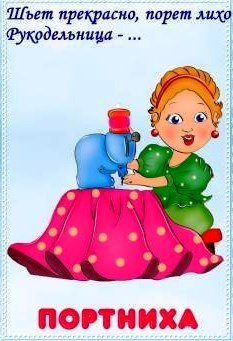 Шьет прекрасно, порет лихо
Рукодельница - ...
ПОРТНИХА